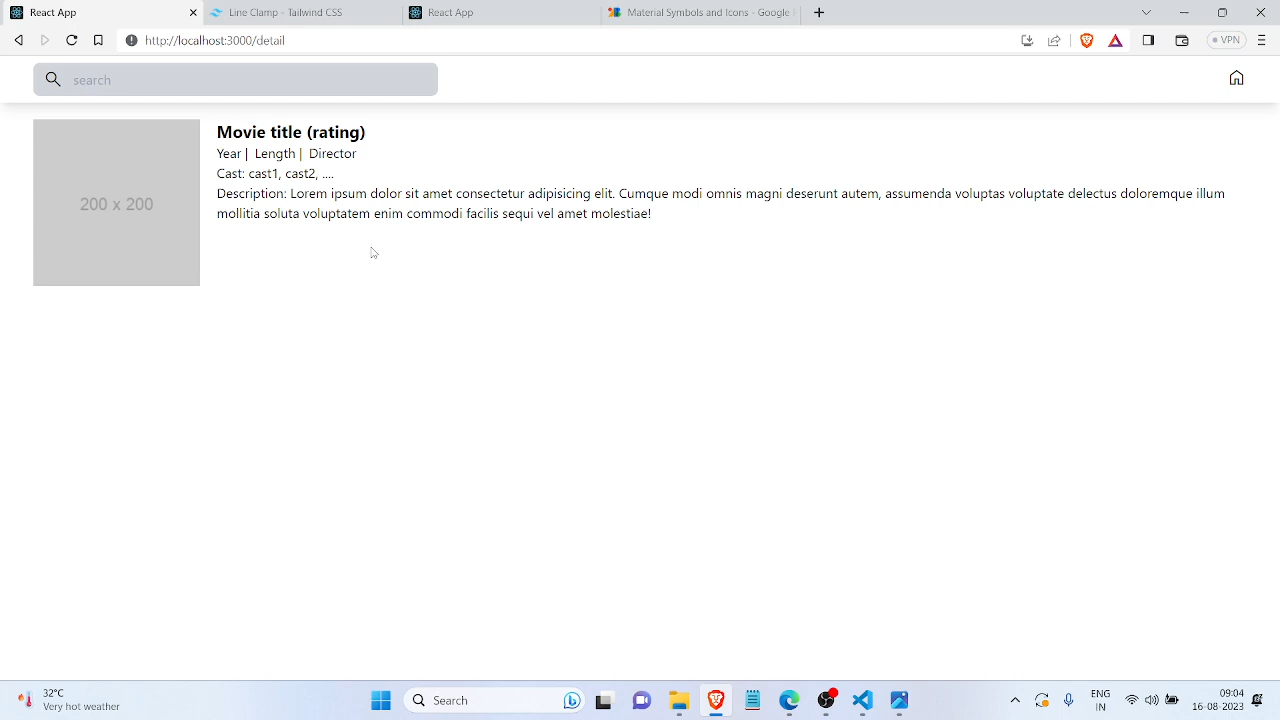 React App
Line Clamp - Tailwind CSS
React App
Material Symbols and Icons - Google
http://localhost:3000/detail
VPN
search
200 x 200
Movie title (rating)
Year | Length | Director
Cast: cast1, cast2, ....
Description: Lorem ipsum dolor sit amet consectetur adipisicing elit. Cumque modi omnis magni deserunt autem, assumenda voluptas voluptate delectus doloremque illum
mollitia soluta voluptatem enim commodi facilis sequi vel amet molestiae!
32°C
Very hot weather
Search
ENG
IN
09:04
16-08-2023